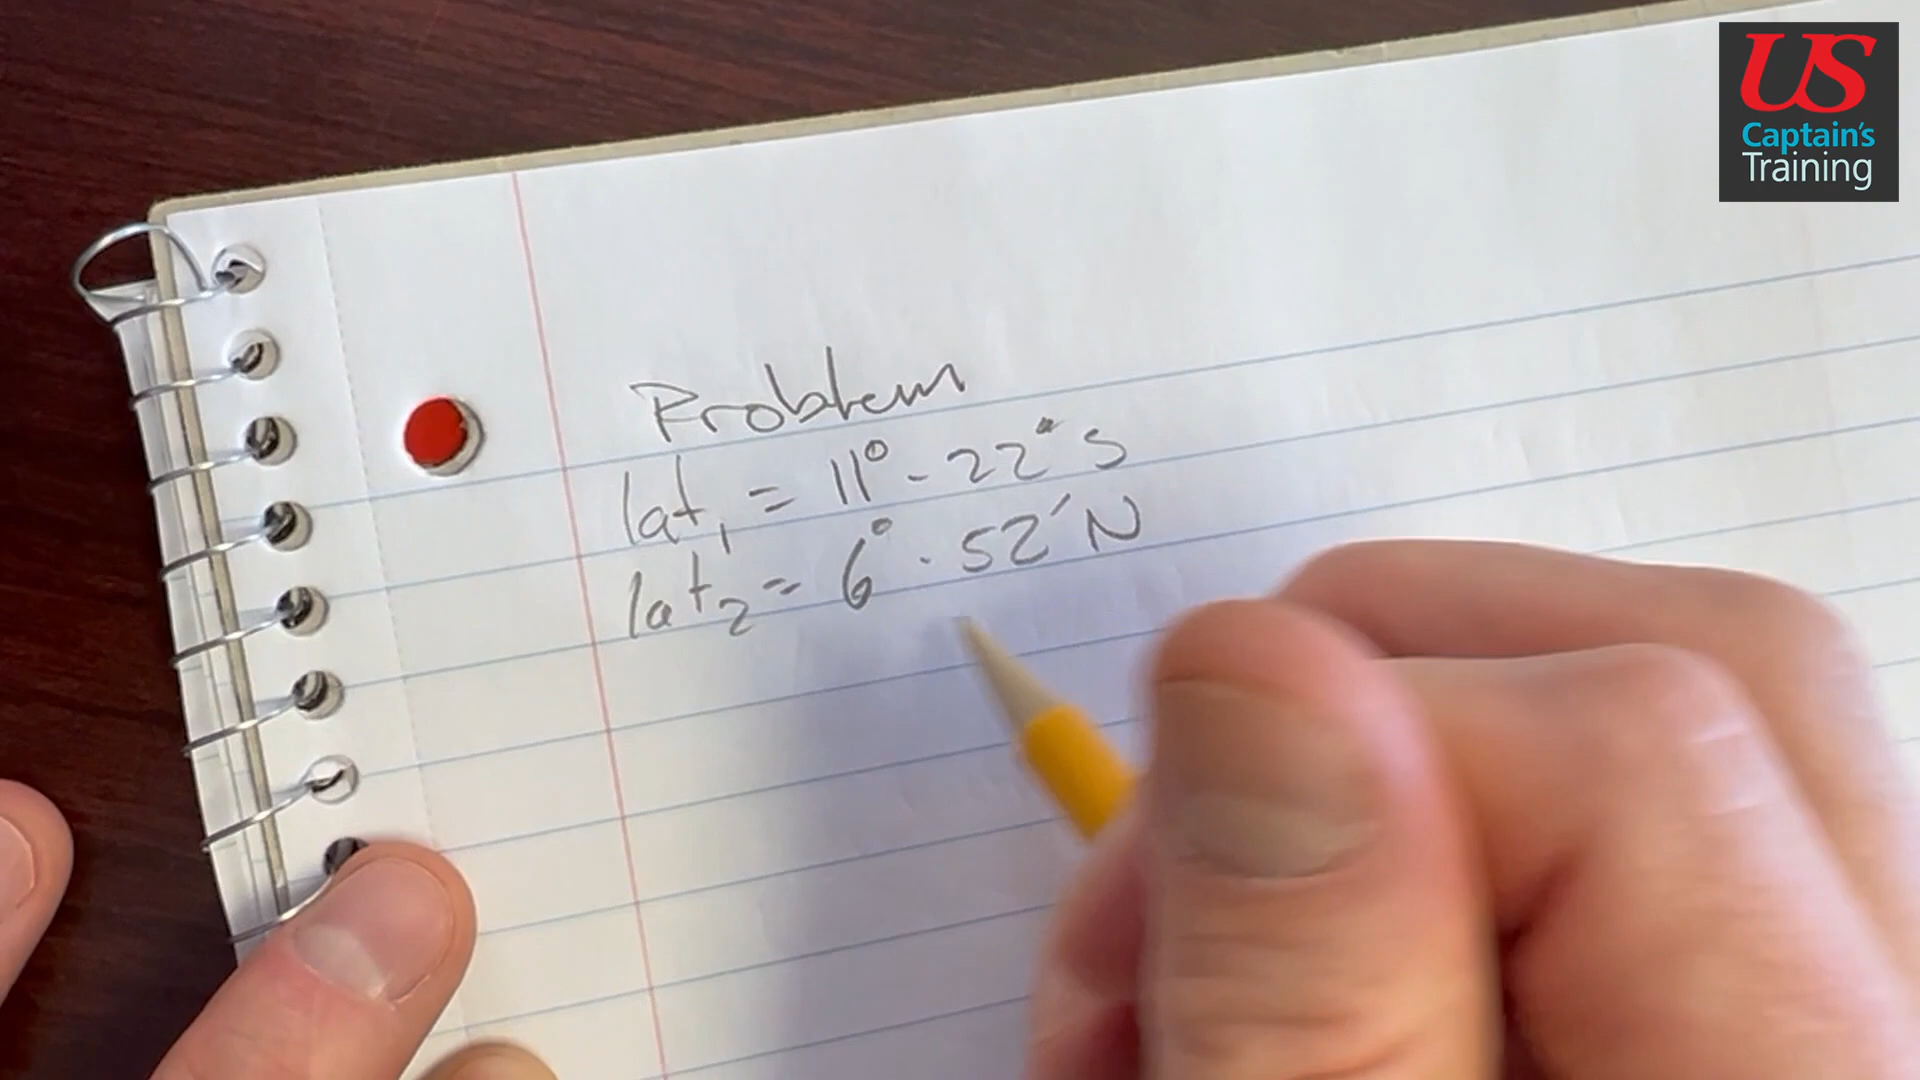 US
Captain's
Training
Problem
lat₁ = 11° - 22" S
lat₂ = 6° - 52' N